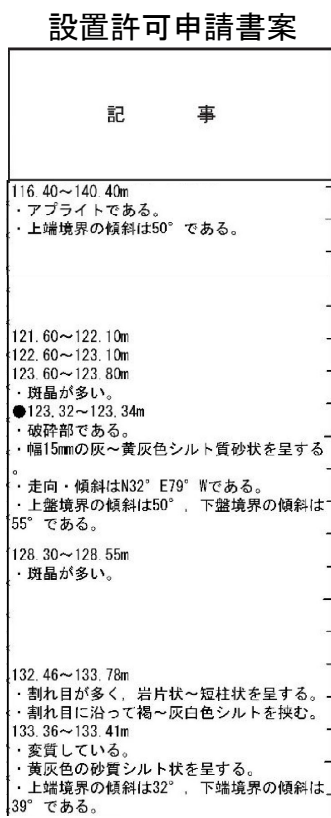 設置許可申請書案
記 事
116.40～140.40m
・アプライトである。
・上端境界の傾斜は50°である。
121.60～122.10m
122.60～123.10m
123.60～123.80m
・斑晶が多い。
●123.32～123.34m
・破砕部である。
・幅15mmの灰～黄灰色シルト質砂状を呈する
。
・走向・傾斜はN32°E79°Wである。
・上盤境界の傾斜は50°，下盤境界の傾斜は
55°である。
128.30～128.55m
・斑晶が多い。
132.46～133.78m
・割れ目が多く，岩片状～短柱状を呈する。
・割れ目に沿って褐～灰白色シルトを挟む。
133.36～133.41m
・変質している。
・黄灰色の砂質シルト状を呈する。
・上端境界の傾斜は32°，下端境界の傾斜は
39°である。